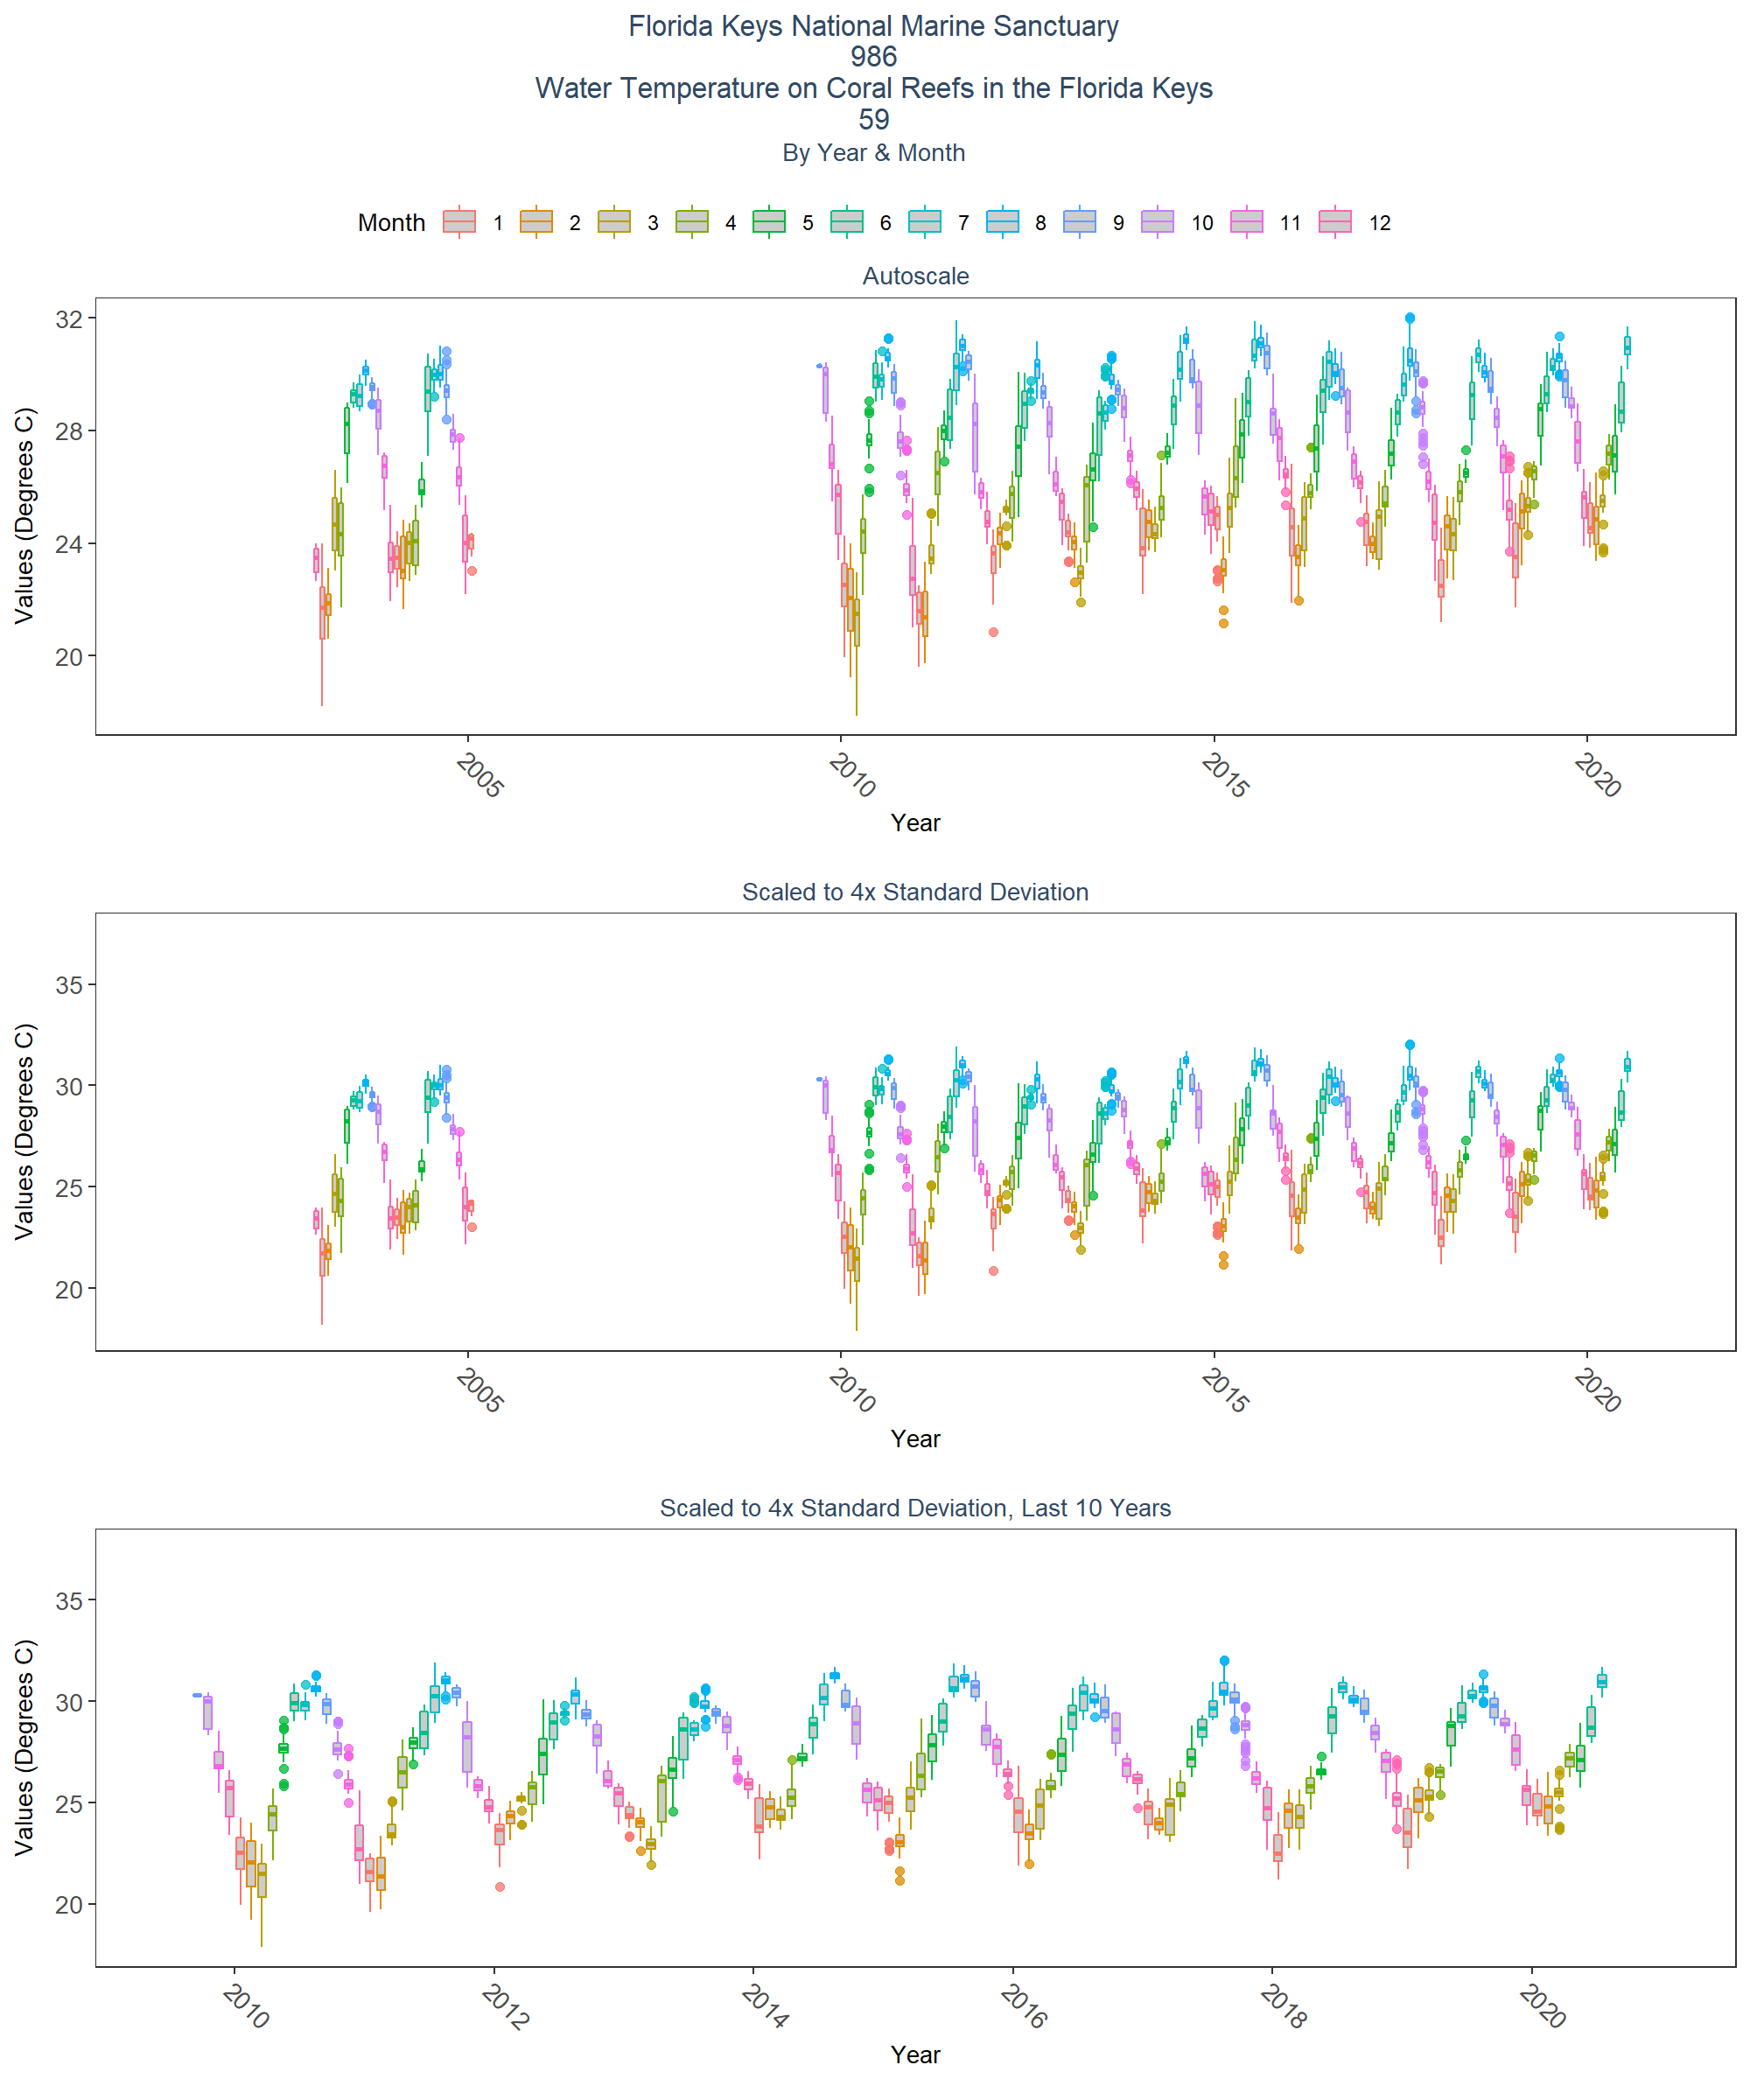 Florida Keys National Marine Sanctuary
986
Water Temperature on Coral Reefs in the Florida Keys
59
By Year & Month
Month 1 2 3 4 5 6 7 8 9 10 11 12
Autoscale
Values (Degrees C)
32
28
24
20
2005 2010 2015 2020
Year
Scaled to 4x Standard Deviation
Values (Degrees C)
35
30
25
20
2005 2010 2015 2020
Year
Scaled to 4x Standard Deviation, Last 10 Years
Values (Degrees C)
35
30
25
20
2010 2012 2014 2016 2018 2020
Year